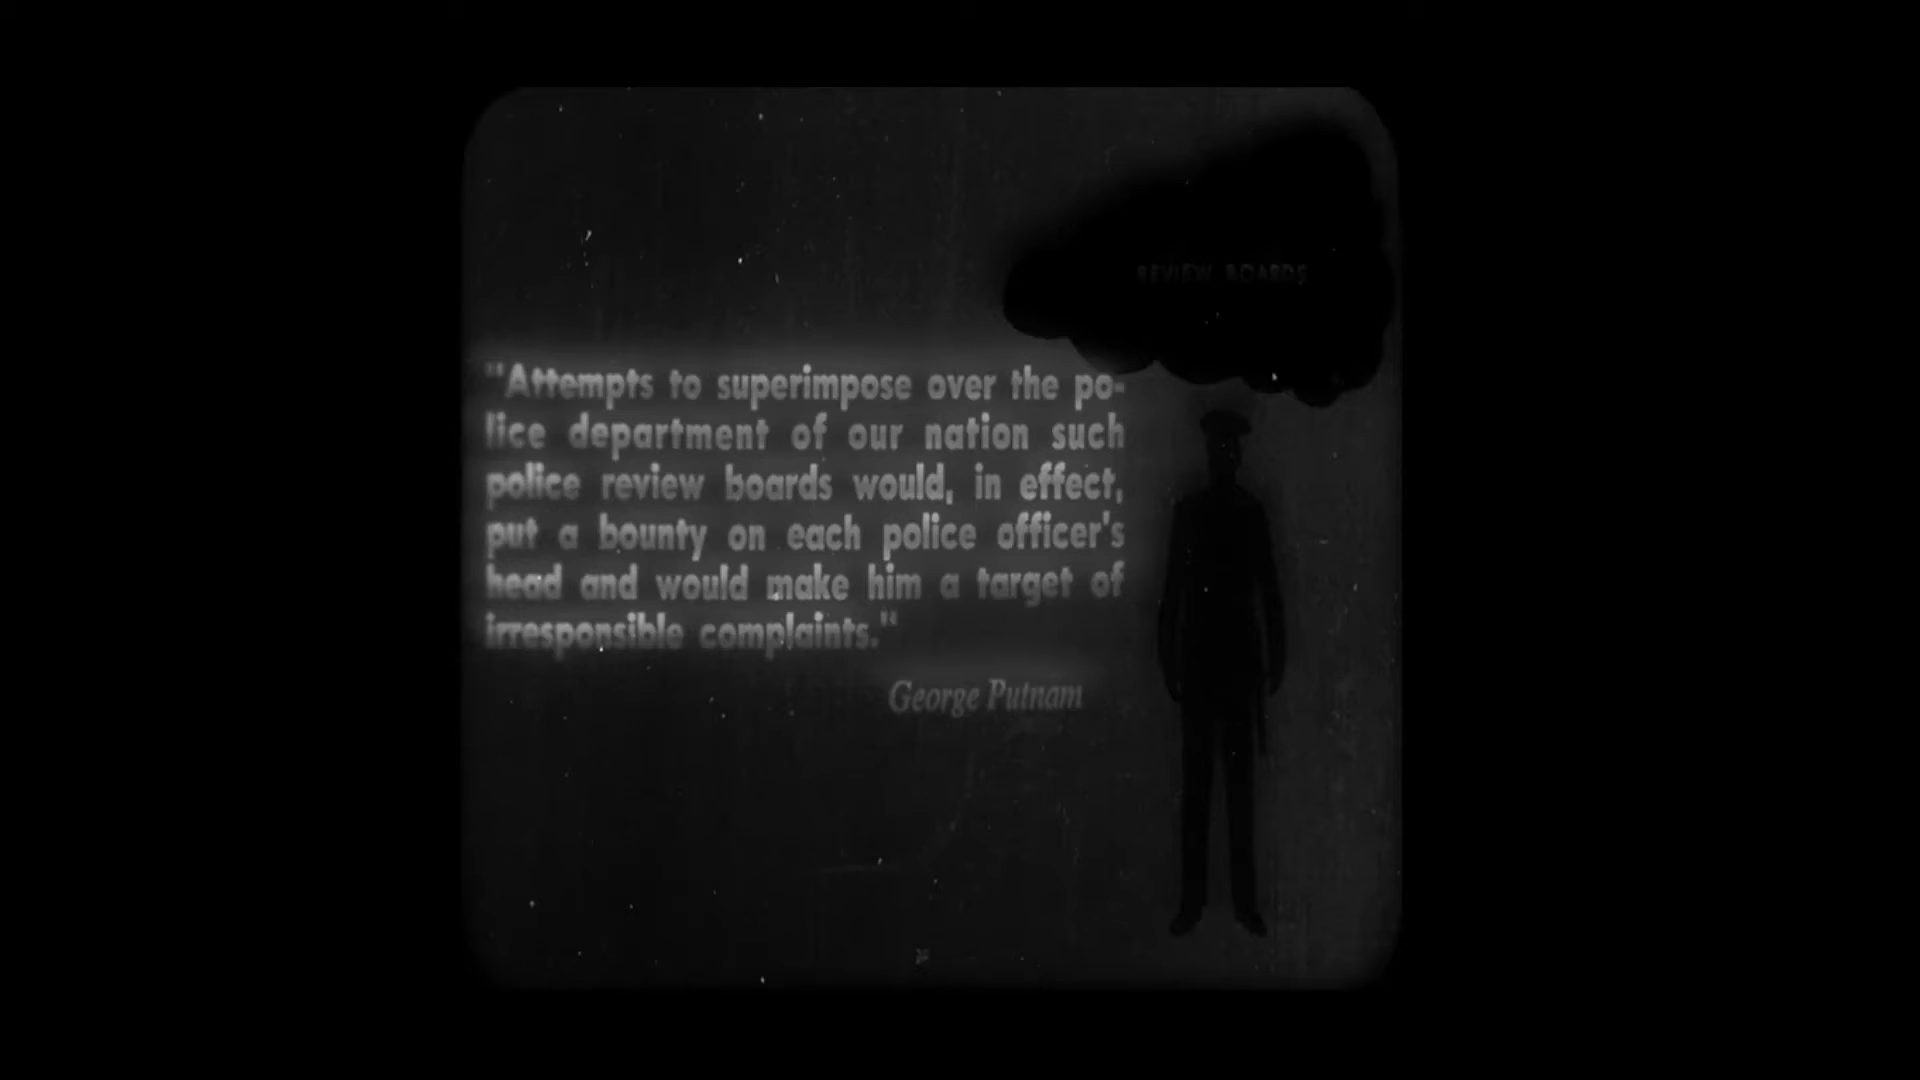 REVIEW BOARDS
"Attempts to superimpose over the po-
lice department of our nation such
police review boards would, in effect,
put a bounty on each police officer's
head and would make him a target of
irresponsible complaints."
George Putnam